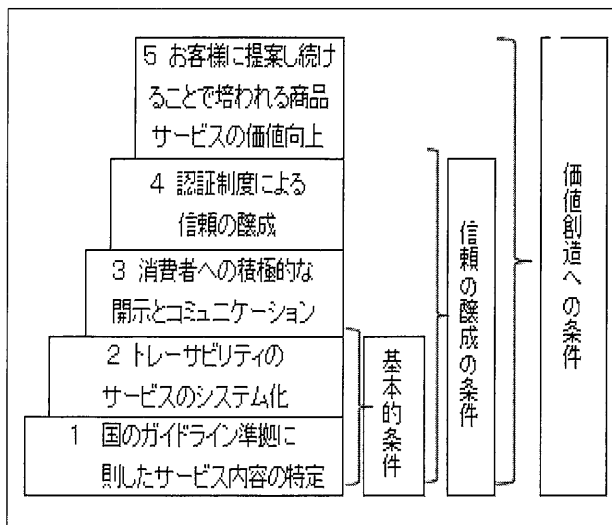 5 お客様に提案し続け
ることで培われる商品
サービスの価値向上
4 認証制度による
信頼の醸成
3 消費者への積極的な
開示とコミュニケーション
2 トレーサビリティの
サービスのシステム化
1 国のガイドライン準拠に
則したサービス内容の特定
基本的条件
信頼の醸成の条件
価値創造への条件